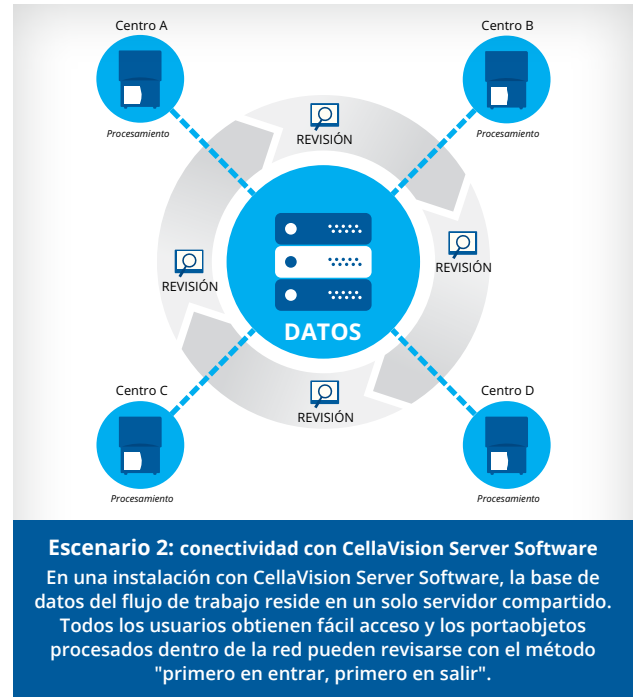 Centro A
Centro B
Procesamiento
Procesamiento
REVISIÓN
REVISIÓN
REVISIÓN
DATOS
REVISIÓN
Centro C
Centro D
Procesamiento
Procesamiento
Escenario 2: conectividad con CellaVision Server Software
En una instalación con CellaVision Server Software, la base de
datos del flujo de trabajo reside en un solo servidor compartido.
Todos los usuarios obtienen fácil acceso y los portaobjetos
procesados dentro de la red pueden revisarse con el método
"primero en entrar, primero en salir".